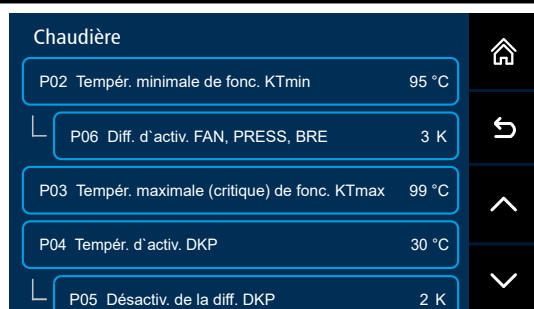 Chaudière
P02 Tempér. minimale de fonc. KTmin 95 °C
P06 Diff. d`activ. FAN, PRESS, BRE 3 K
P03 Tempér. maximale (critique) de fonc. KTmax 99 °C
P04 Tempér. d`activ. DKP 30 °C
P05 Désactiv. de la diff. DKP 2 K